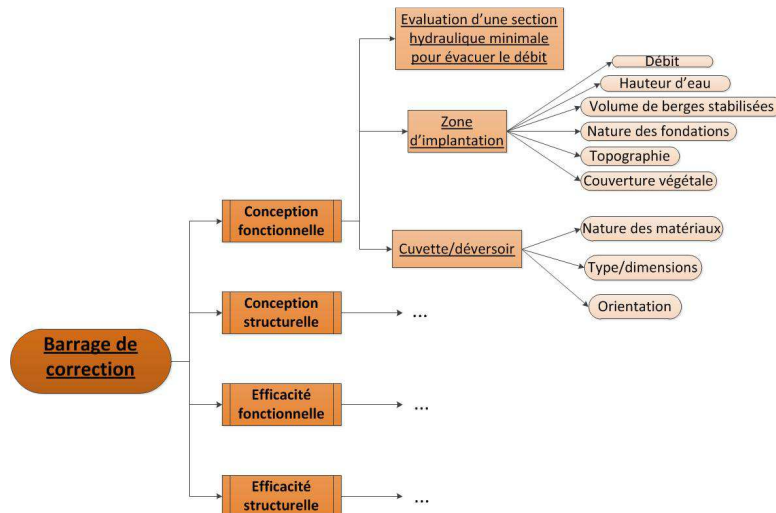 Barrage de
correction
Conception
fonctionnelle
Evaluation d'une section
hydraulique minimale
pour évacuer le débit
Zone
d'implantation
Débit
Hauteur d'eau
Volume de berges stabilisées
Nature des fondations
Topographie
Couverture végétale
Cuvette/déversoir
Nature des matériaux
Type/dimensions
Orientation
Conception
structurelle
...
Efficacité
fonctionnelle
...
Efficacité
structurelle
...